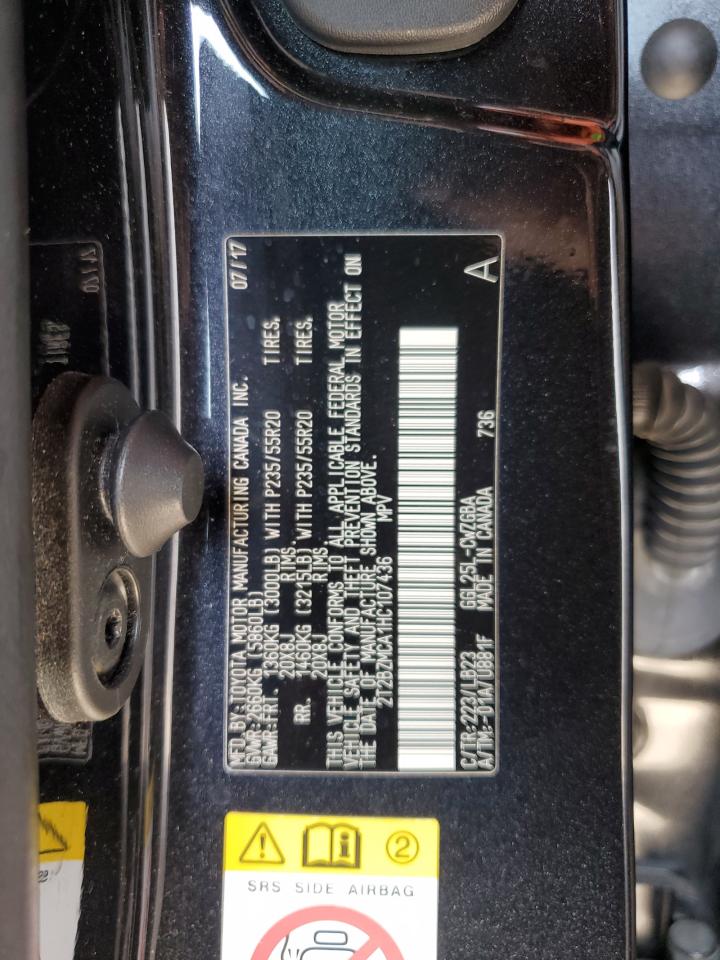 MFD.BY:TOYOTA MOTOR MANUFACTURING CANADA INC. 07/17
GVWR:2660KG (5860LB)
GAWR:FRT. 1360KG (3000LB) WITH P235/55R20 TIRES,
20X8J RIMS,
RR. 1460KG (3215LB) WITH P235/55R20 TIRES,
20X8J RIMS,
THIS VEHICLE CONFORMS TO ALL APPLICABLE FEDERAL MOTOR
VEHICLE SAFETY AND THEFT PREVENTION STANDARDS IN EFFECT ON
THE DATE OF MANUFACTURE SHOWN ABOVE.
2T2BZMCA1HC107436 MPV
C/TR:223/LB23 GGL25L-CWZGBA A
A/TM:-01A/U881F MADE IN CANADA 736
2
SRS SIDE AIRBAG